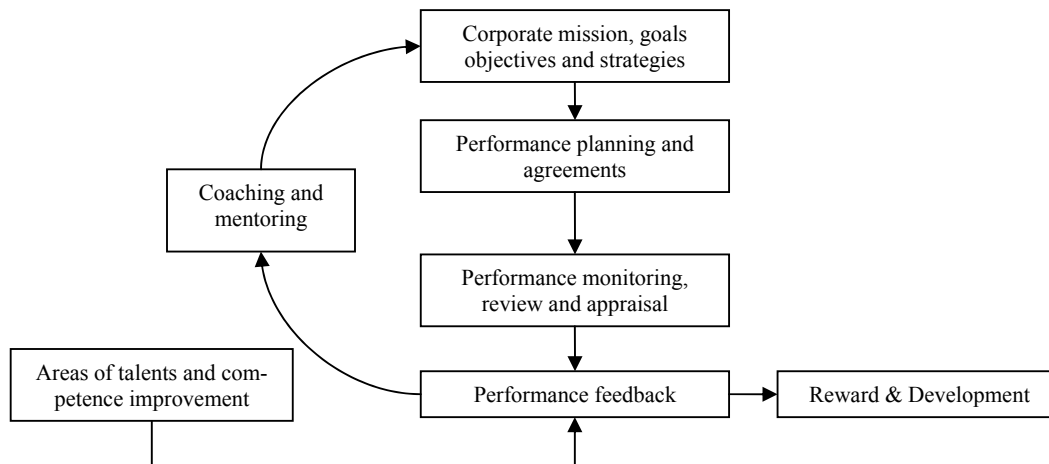 Corporate mission, goals
objectives and strategies
Performance planning and
agreements
Coaching and
mentoring
Performance monitoring,
review and appraisal
Areas of talents and com-
petence improvement
Performance feedback
Reward & Development